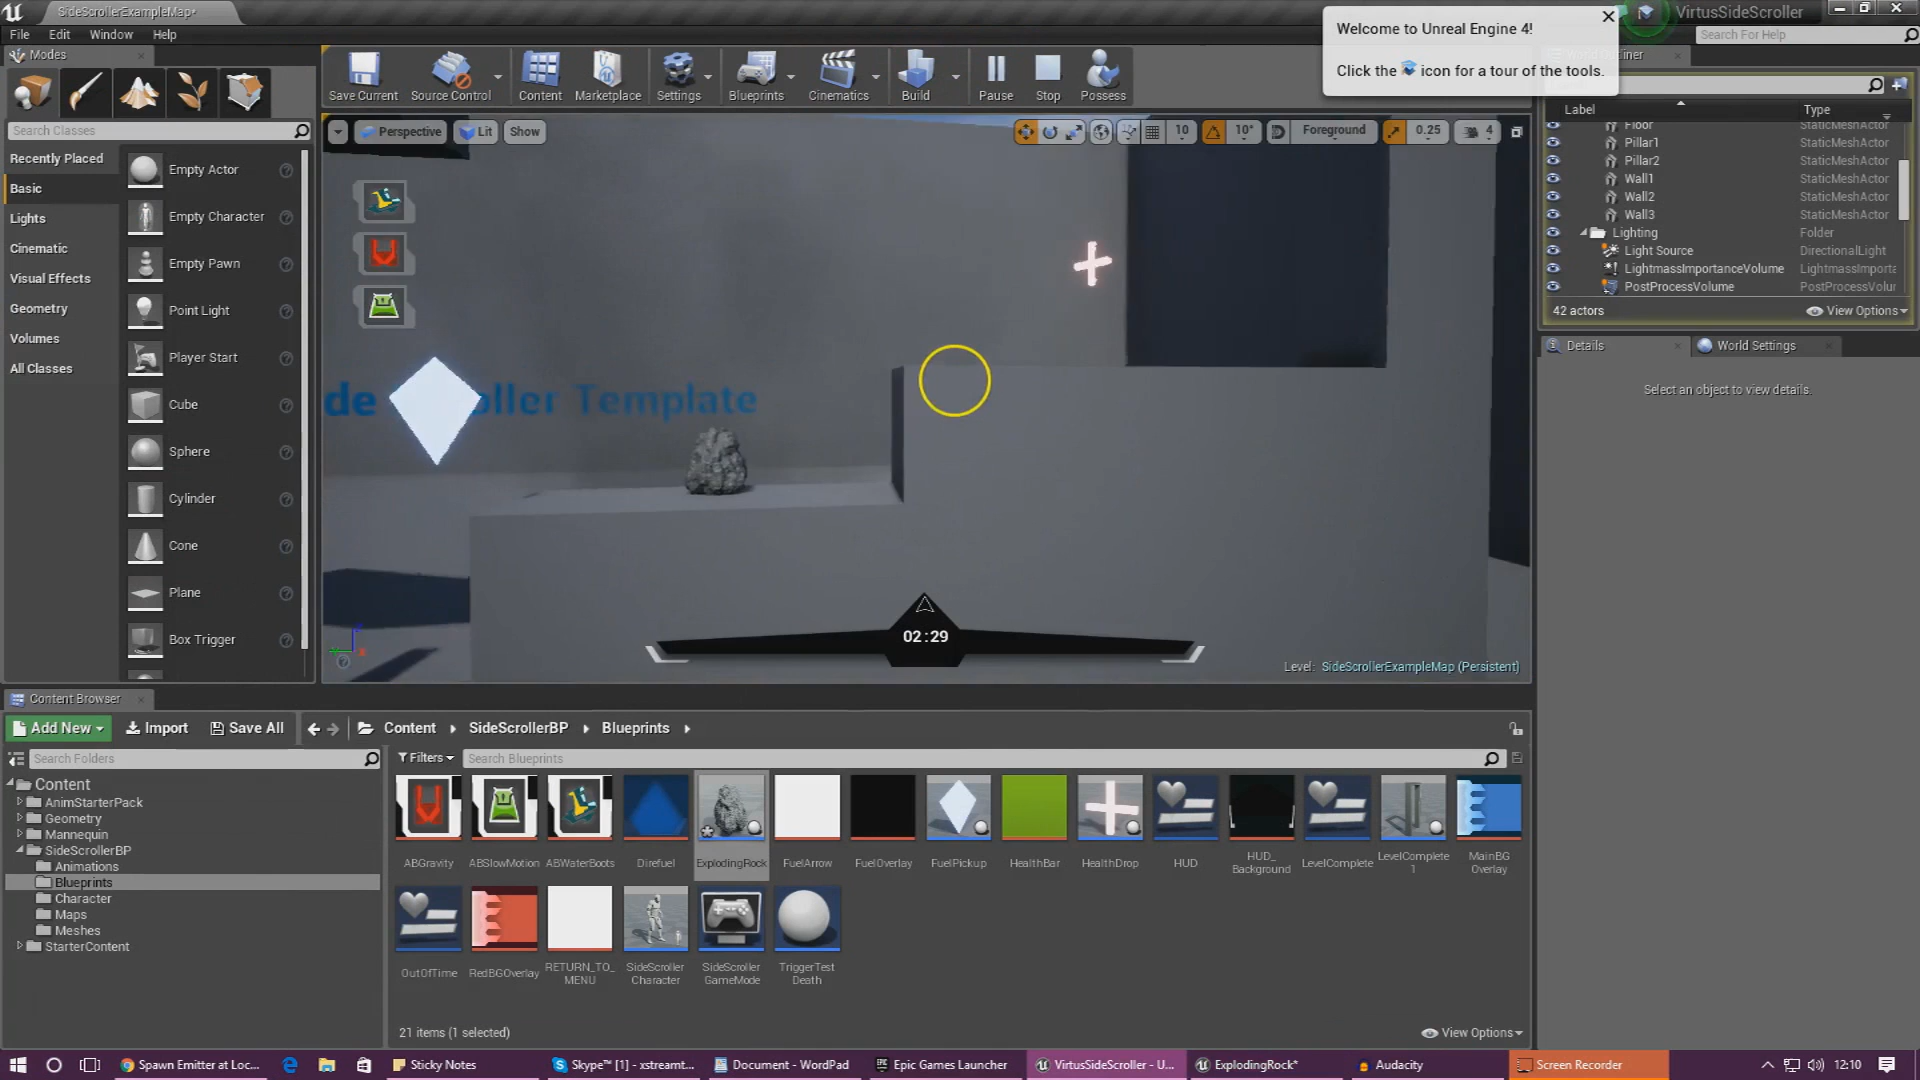 SideScrollerExampleMap*
VirtusSideScroller
File Edit Window Help
Search For Help
Welcome to Unreal Engine 4!
Click the icon for a tour of the tools.
Modes
Save Current Source Control Content Marketplace Settings Blueprints Cinematics Build Pause Stop Possess
Search Classes
Recently Placed
Basic
Lights
Cinematic
Visual Effects
Geometry
Volumes
All Classes
Empty Actor
Empty Character
Empty Pawn
Point Light
Player Start
Cube
Sphere
Cylinder
Cone
Plane
Box Trigger
Perspective Lit Show
10 10° Foreground 0.25 4
de roller Template
02:29
Level: SideScrollerExampleMap (Persistent)
Label Type
Floor StaticMeshActor
Pillar1 StaticMeshActor
Pillar2 StaticMeshActor
Wall1 StaticMeshActor
Wall2 StaticMeshActor
Wall3 StaticMeshActor
Lighting Folder
Light Source DirectionalLight
LightmassImportanceVolume LightmassImporta
PostProcessVolume PostProcessVolur
42 actors View Options
Details World Settings
Select an object to view details.
Content Browser
Add New Import Save All Content SideScrollerBP Blueprints
Search Folders
Filters Search Blueprints
Content
AnimStarterPack
Geometry
Mannequin
SideScrollerBP
Animations
Blueprints
Character
Maps
Meshes
StarterContent
ABGravity ABSlowMotion ABWaterBoots Direfuel ExplodingRock FuelArrow FuelOverlay FuelPickup HealthBar HealthDrop HUD HUD_ Background LevelComplete LevelComplete 1 MainBG Overlay
OutOfTime RedBGOverlay RETURN_TO_ MENU SideScroller Character SideScroller GameMode TriggerTest Death
21 items (1 selected)
View Options
Spawn Emitter at Loc... Sticky Notes Skype™ [1] - xstreamt... Document - WordPad Epic Games Launcher VirtusSideScroller - U... ExplodingRock* Audacity Screen Recorder 12:10